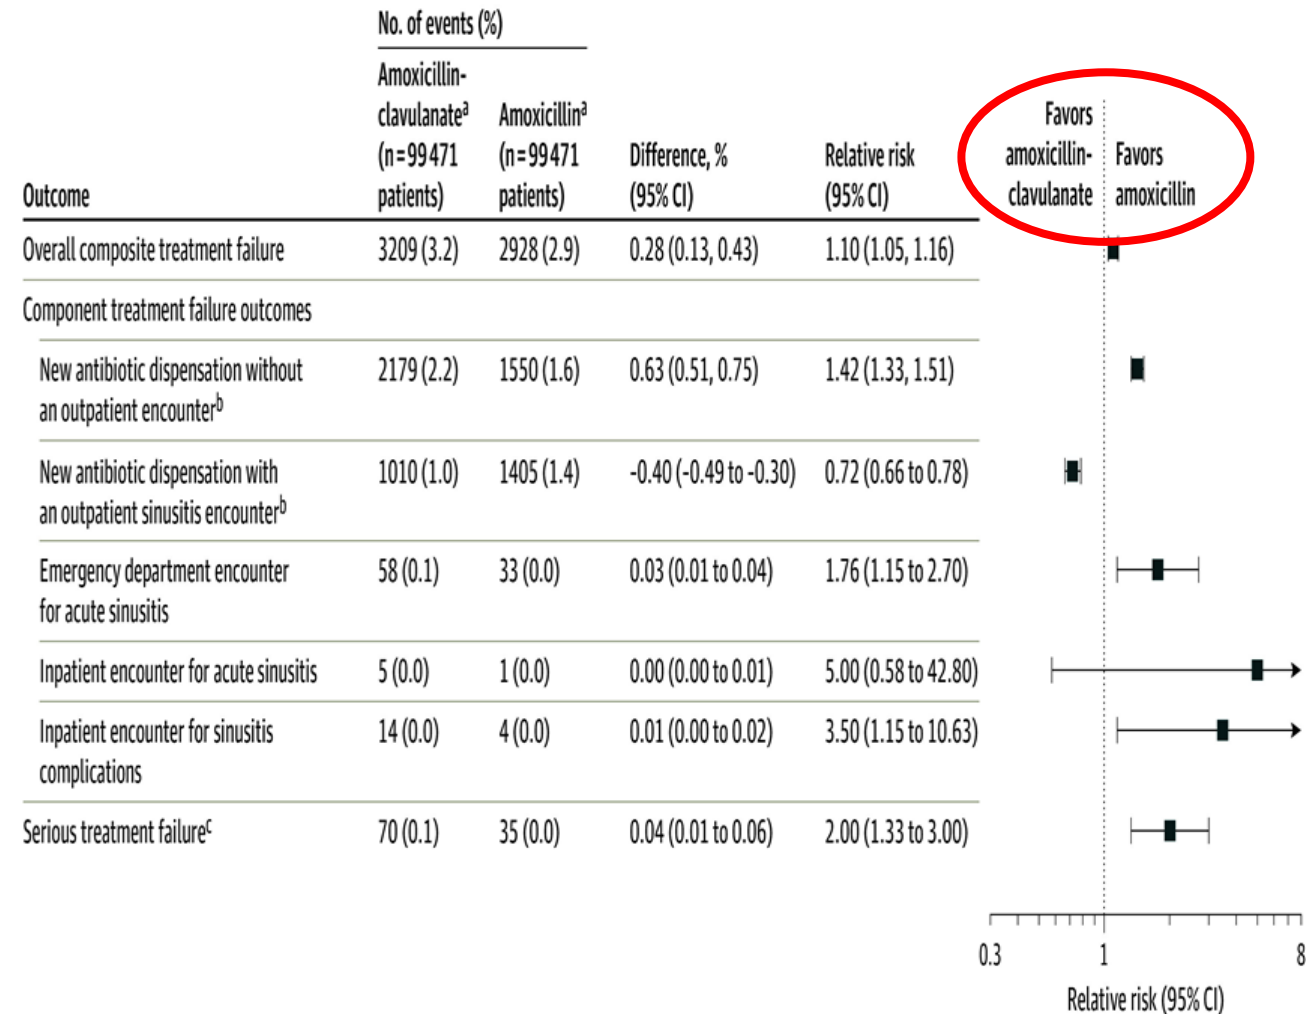 No. of events (%)
Amoxicillin-
clavulanateᵃ
(n=99471
patients)
Amoxicillinᵃ
(n=99471
patients)
Difference, %
(95% CI)
Relative risk
(95% CI)
Favors
amoxicillin-
clavulanate
Favors
amoxicillin
Outcome
Overall composite treatment failure 3209 (3.2) 2928 (2.9) 0.28 (0.13, 0.43) 1.10 (1.05, 1.16)
Component treatment failure outcomes
New antibiotic dispensation without 2179 (2.2) 1550 (1.6) 0.63 (0.51, 0.75) 1.42 (1.33, 1.51)
an outpatient encounterᵇ
New antibiotic dispensation with 1010 (1.0) 1405 (1.4) -0.40 (-0.49 to -0.30) 0.72 (0.66 to 0.78)
an outpatient sinusitis encounterᵇ
Emergency department encounter 58 (0.1) 33 (0.0) 0.03 (0.01 to 0.04) 1.76 (1.15 to 2.70)
for acute sinusitis
Inpatient encounter for acute sinusitis 5 (0.0) 1 (0.0) 0.00 (0.00 to 0.01) 5.00 (0.58 to 42.80)
Inpatient encounter for sinusitis 14 (0.0) 4 (0.0) 0.01 (0.00 to 0.02) 3.50 (1.15 to 10.63)
complications
Serious treatment failureᶜ 70 (0.1) 35 (0.0) 0.04 (0.01 to 0.06) 2.00 (1.33 to 3.00)
0.3 1 8
Relative risk (95% CI)